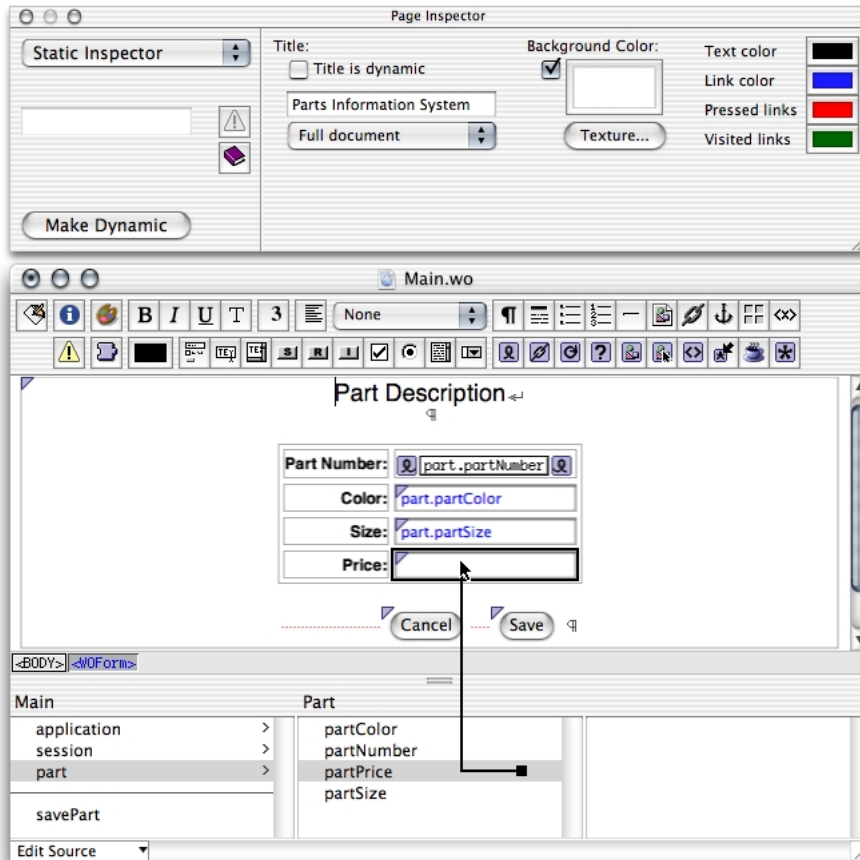 Page Inspector
Static Inspector
Title:
Title is dynamic
Parts Information System
Full document
Background Color:
Texture...
Text color
Link color
Pressed links
Visited links
Make Dynamic
Main.wo
B I U T 3 None
Part Description
Part Number: part.partNumber
Color: part.partColor
Size: part.partSize
Price:
Cancel Save
<BODY> <WOForm>
Main Part
application > partColor
session > partNumber
part > partPrice
partSize
savePart
Edit Source